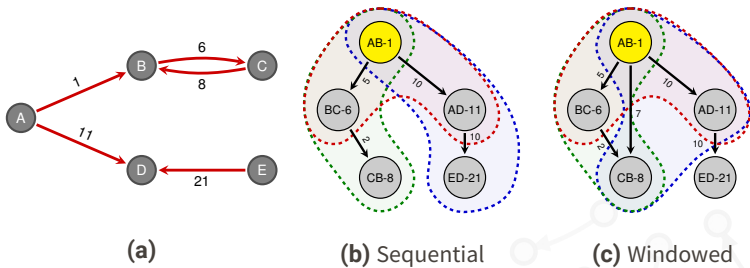 A
B
C
D
E
1
6
8
11
21
(a)
AB-1
BC-6
AD-11
CB-8
ED-21
5
10
2
10
(b) Sequential
AB-1
BC-6
AD-11
CB-8
ED-21
5
10
7
2
10
(c) Windowed